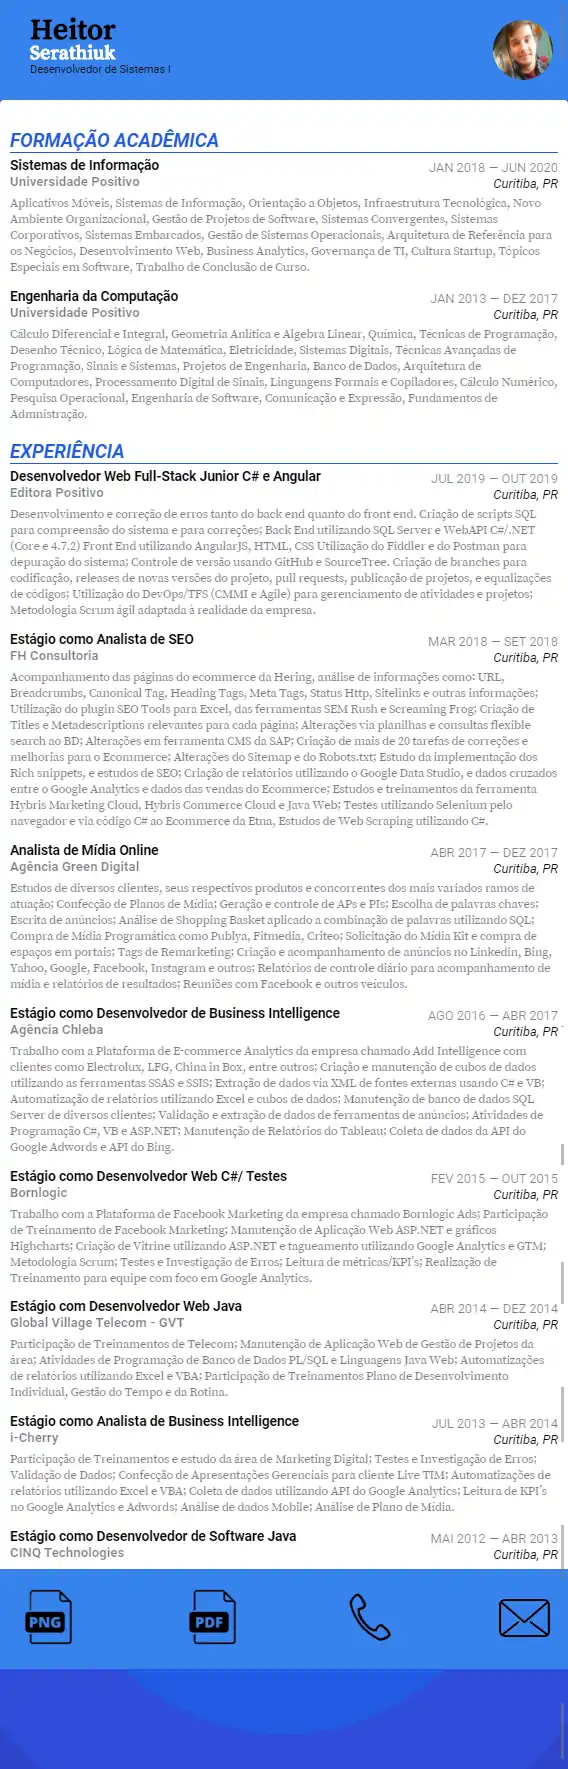 Heitor
Serathiuk
Desenvolvedor de Sistemas I
FORMAÇÃO ACADÊMICA
Sistemas de Informação
JAN 2018 — JUN 2020
Universidade Positivo
Curitiba, PR
Aplicativos Móveis, Sistemas de Informação, Orientação a Objetos, Infraestrutura Tecnológica, Novo
Ambiente Organizacional, Gestão de Projetos de Software, Sistemas Convergentes, Sistemas
Corporativos, Sistemas Embarcados, Gestão de Sistemas Operacionais, Arquitetura de Referência para
os Negócios, Desenvolvimento Web, Business Analytics, Governança de TI, Cultura Startup, Tópicos
Especiais em Software, Trabalho de Conclusão de Curso.
Engenharia da Computação
JAN 2013 — DEZ 2017
Universidade Positivo
Curitiba, PR
Cálculo Diferencial e Integral, Geometria Anlítica e Algebra Linear, Química, Técnicas de Programação,
Desenho Técnico, Lógica de Matemática, Eletricidade, Sistemas Digitais, Técnicas Avançadas de
Programação, Sinais e Sistemas, Projetos de Engenharia, Banco de Dados, Arquitetura de
Computadores, Processamento Digital de Sinais, Linguagens Formais e Copiladores, Cálculo Numérico,
Pesquisa Operacional, Engenharia de Software, Comunicação e Expressão, Fundamentos de
Admnistração.
EXPERIÊNCIA
Desenvolvedor Web Full-Stack Junior C# e Angular
JUL 2019 — OUT 2019
Editora Positivo
Curitiba, PR
Desenvolvimento e correção de erros tanto do back end quanto do front end. Criação de scripts SQL
para compreensão do sistema e para correções; Back End utilizando SQL Server e WebAPI C#/.NET
(Core e 4.7.2) Front End utilizando AngularJS, HTML, CSS Utilização do Fiddler e do Postman para
depuração do sistema; Controle de versão usando GitHub e SourceTree. Criação de branches para
codificação, releases de novas versões do projeto, pull requests, publicação de projetos, e equalizações
de códigos; Utilização do DevOps/TFS (CMMI e Agile) para gerenciamento de atividades e projetos;
Metodologia Scrum ágil adaptada à realidade da empresa.
Estágio como Analista de SEO
MAR 2018 — SET 2018
FH Consultoria
Curitiba, PR
Acompanhamento das páginas do ecommerce da Hering, análise de informações como: URL,
Breadcrumbs, Canonical Tag, Heading Tags, Meta Tags, Status Http, Sitelinks e outras informações;
Utilização do plugin SEO Tools para Excel, das ferramentas SEM Rush e Screaming Frog; Criação de
Titles e Metadescriptions relevantes para cada página; Alterações via planilhas e consultas flexible
search ao BD; Alterações em ferramenta CMS da SAP; Criação de mais de 20 tarefas de correções e
melhorias para o Ecommerce; Alterações do Sitemap e do Robots.txt; Estudo da implementação dos
Rich snippets, e estudos de SEO; Criação de relatórios utilizando o Google Data Studio, e dados cruzados
entre o Google Analytics e dados das vendas do Ecommerce; Estudos e treinamentos da ferramenta
Hybris Marketing Cloud, Hybris Commerce Cloud e Java Web; Testes utilizando Selenium pelo
navegador e via código C# ao Ecommerce da Etna, Estudos de Web Scraping utilizando C#.
Analista de Mídia Online
ABR 2017 — DEZ 2017
Agência Green Digital
Curitiba, PR
Estudos de diversos clientes, seus respectivos produtos e concorrentes dos mais variados ramos de
atuação; Confecção de Planos de Mídia; Geração e controle de APs e PIs; Escolha de palavras chaves;
Escrita de anúncios; Análise de Shopping Basket aplicado a combinação de palavras utilizando SQL;
Compra de Mídia Programática como Publya, Fitmedia, Criteo; Solicitação do Mídia Kit e compra de
espaços em portais; Tags de Remarketing; Criação e acompanhamento de anúncios no Linkedin, Bing,
Yahoo, Google, Facebook, Instagram e outros; Relatórios de controle diário para acompanhamento de
mídia e relatórios de resultados; Reuniões com Facebook e outros veículos.
Estágio como Desenvolvedor de Business Intelligence
AGO 2016 — ABR 2017
Agência Chleba
Curitiba, PR
Trabalho com a Plataforma de E-commerce Analytics da empresa chamado Add Intelligence com
clientes como Electrolux, LFG, China in Box, entre outros; Criação e manutenção de cubos de dados
utilizando as ferramentas SSAS e SSIS; Extração de dados via XML de fontes externas usando C# e VB;
Automatização de relatórios utilizando Excel e cubos de dados; Manutenção de banco de dados SQL
Server de diversos clientes; Validação e extração de dados de ferramentas de anúncios; Atividades de
Programação C#, VB e ASP.NET; Manutenção de Relatórios do Tableau; Coleta de dados da API do
Google Adwords e API do Bing.
Estágio como Desenvolvedor Web C#/ Testes
FEV 2015 — OUT 2015
Bornlogic
Curitiba, PR
Trabalho com a Plataforma de Facebook Marketing da empresa chamado Bornlogic Ads; Participação
de Treinamento de Facebook Marketing; Manutenção de Aplicação Web ASP.NET e gráficos
Highcharts; Criação de Vitrine utilizando ASP.NET e tagueamento utilizando Google Analytics e GTM;
Metodologia Scrum; Testes e Investigação de Erros; Leitura de métricas/KPI's; Realização de
Treinamento para equipe com foco em Google Analytics.
Estágio com Desenvolvedor Web Java
ABR 2014 — DEZ 2014
Global Village Telecom - GVT
Curitiba, PR
Participação de Treinamentos de Telecom; Manutenção de Aplicação Web de Gestão de Projetos da
área; Atividades de Programação de Banco de Dados PL/SQL e Linguagens Java Web; Automatizações
de relatórios utilizando Excel e VBA; Participação de Treinamentos Plano de Desenvolvimento
Individual, Gestão do Tempo e da Rotina.
Estágio como Analista de Business Intelligence
JUL 2013 — ABR 2014
i-Cherry
Curitiba, PR
Participação de Treinamentos e estudo da área de Marketing Digital; Testes e Investigação de Erros;
Validação de Dados; Confecção de Apresentações Gerenciais para cliente Live TIM; Automatizações de
relatórios utilizando Excel e VBA; Coleta de dados utilizando API do Google Analytics; Leitura de KPI's
no Google Analytics e Adwords; Análise de dados Mobile; Análise de Plano de Mídia.
Estágio como Desenvolvedor de Software Java
MAI 2012 — ABR 2013
CINQ Technologies
Curitiba, PR
PNG
PDF